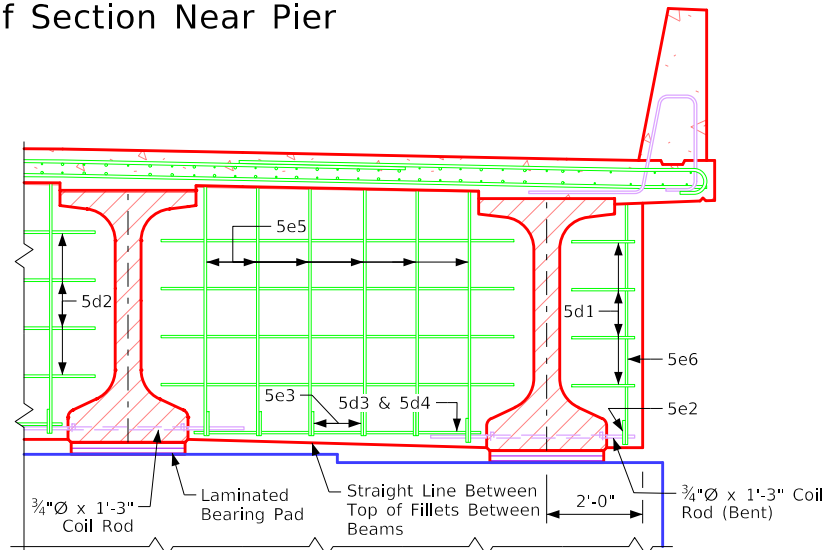 f Section Near Pier
5e5
5d2
5d1
5e6
5e3
5d3 & 5d4
5e2
¾"Ø x 1'-3"
Coil Rod
Laminated
Bearing Pad
Straight Line Between
Top of Fillets Between
Beams
2'-0"
¾"Ø x 1'-3" Coil
Rod (Bent)